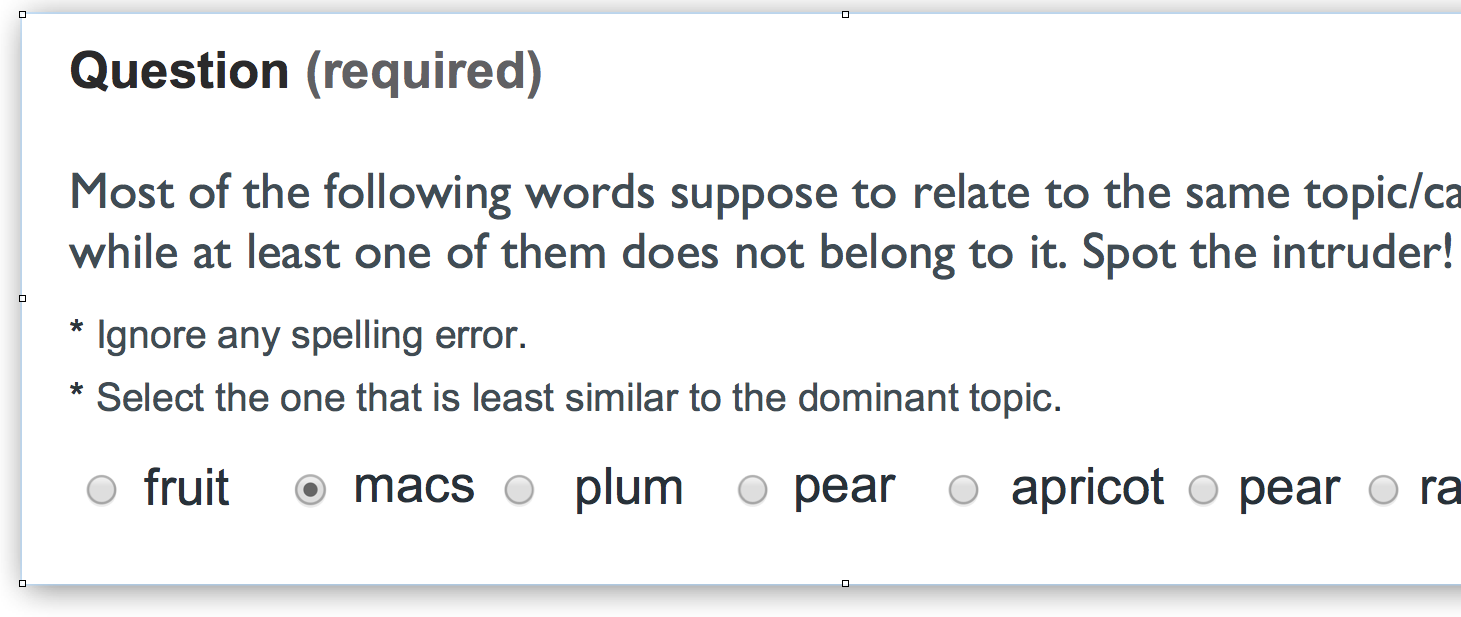 Question (required)
Most of the following words suppose to relate to the same topic/ca
while at least one of them does not belong to it. Spot the intruder!
* Ignore any spelling error.
* Select the one that is least similar to the dominant topic.
fruit macs plum pear apricot pear ra